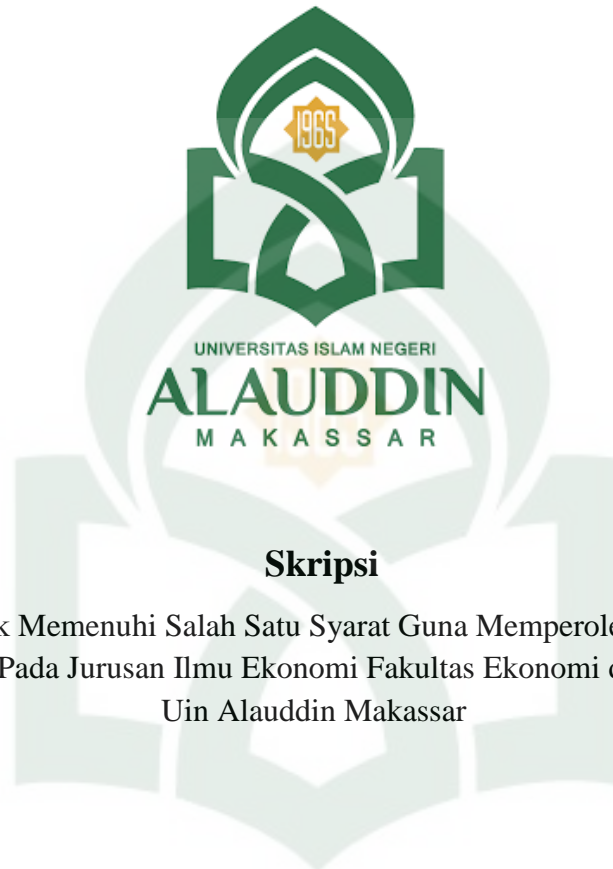 1965
UNIVERSITAS ISLAM NEGERI
ALAUDDIN
MAKASSAR
Skripsi
Memenuhi Salah Satu Syarat Guna
Pada Jurusan Ilmu Ekonomi Fakultas Ekonomi
Uin Alauddin Makassar